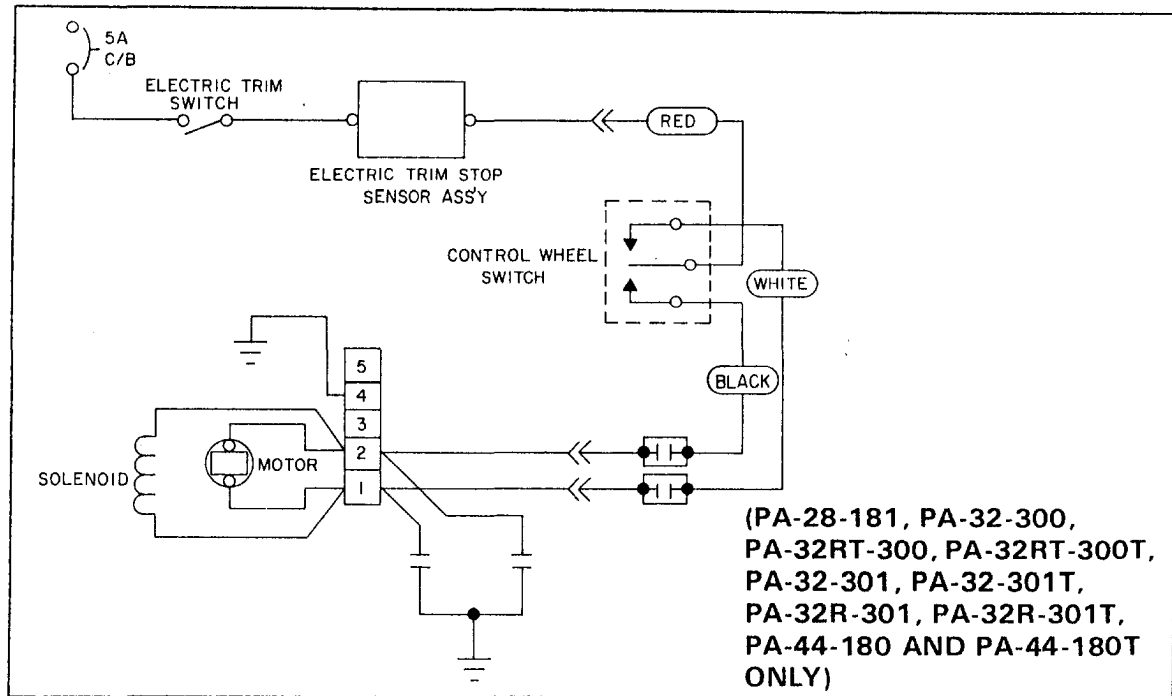 5A
C/B
ELECTRIC TRIM
SWITCH
RED
ELECTRIC TRIM STOP
SENSOR ASS'Y
CONTROL WHEEL
SWITCH
WHITE
BLACK
5
4
3
2
1
SOLENOID
MOTOR
(PA-28-181, PA-32-300,
PA-32RT-300, PA-32RT-300T,
PA-32-301, PA-32-301T,
PA-32R-301, PA-32R-301T,
PA-44-180 AND PA-44-180T
ONLY)